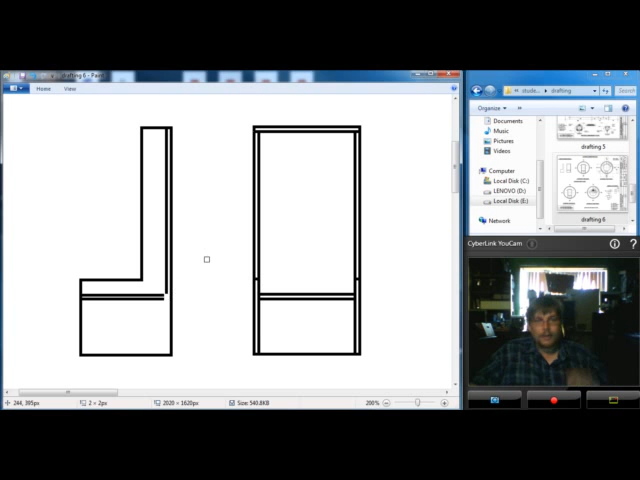 drafting 6 - Paint
Home View
stude... drafting
Search
Organize
Documents
Music
Pictures
Videos
Computer
Local Disk (C:)
LENOVO (D:)
Local Disk (E:)
Network
drafting 5
drafting 6
CyberLink YouCam
244, 395px
2 × 2px
2020 × 1620px
Size: 540.8KB
200%